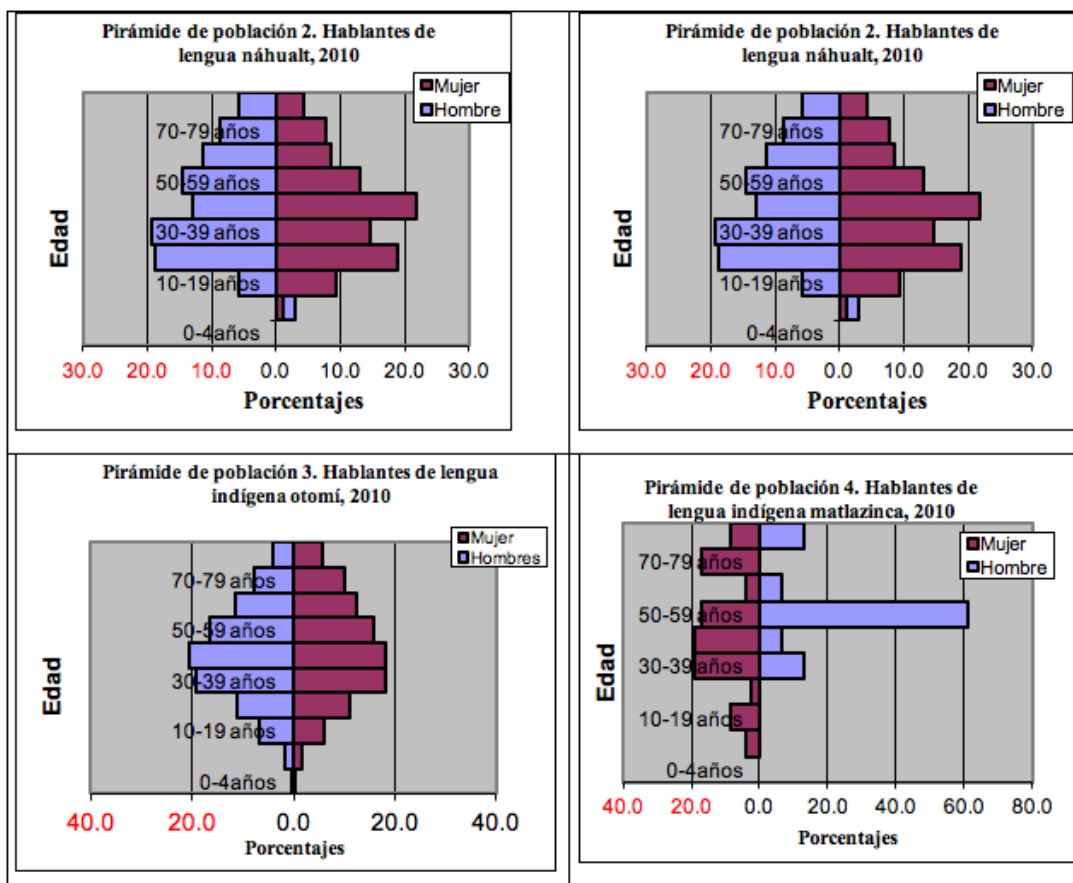 Pirámide de población 2. Hablantes de
lengua náhualt, 2010
Mujer
Hombre
70-79 años
50-59 años
30-39 años
10-19 años
0-4años
Edad
30.0 20.0 10.0 0.0 10.0 20.0 30.0
Porcentajes
Pirámide de población 2. Hablantes de
lengua náhualt, 2010
Mujer
Hombre
70-79 años
50-59 años
30-39 años
10-19 años
0-4años
Edad
30.0 20.0 10.0 0.0 10.0 20.0 30.0
Porcentajes
Pirámide de población 3. Hablantes de lengua
indígena otomí, 2010
Mujer
Hombres
70-79 años
50-59 años
30-39 años
10-19 años
0-4años
Edad
40.0 20.0 0.0 20.0 40.0
Porcentajes
Pirámide de población 4. Hablantes de
lengua indígena matlazinca, 2010
Mujer
Hombre
70-79 años
50-59 años
30-39 años
10-19 años
0-4años
Edad
40.0 20.0 0.0 20.0 40.0 60.0 80.0
Porcentajes